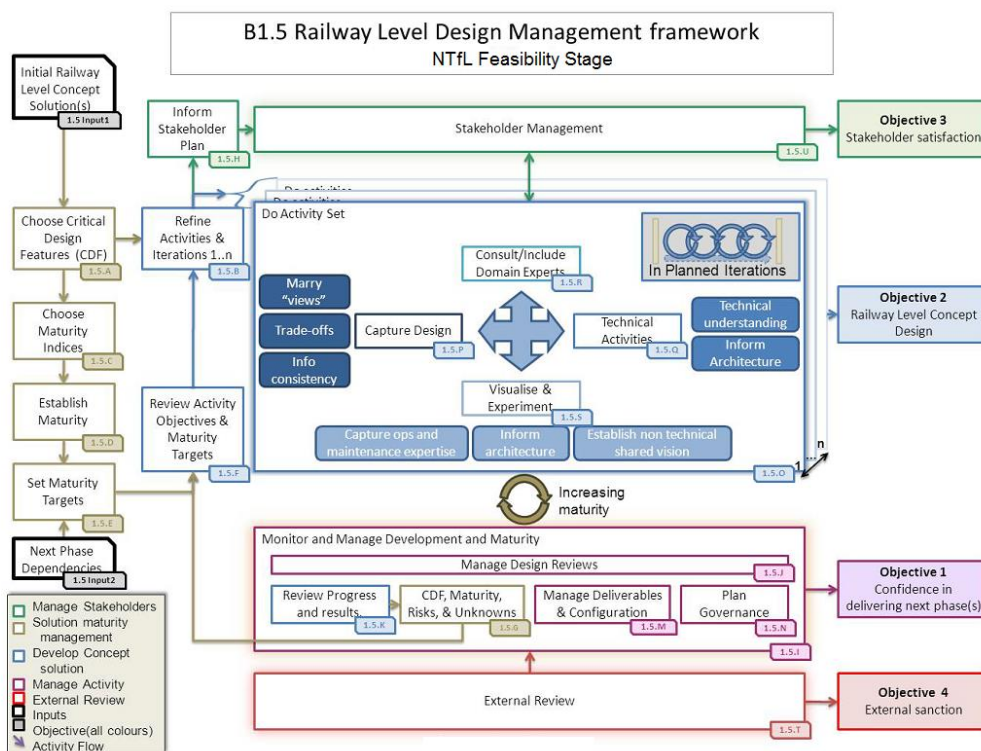 B1.5 Railway Level Design Management framework
NTfL Feasibility Stage
Initial Railway
Level Concept
Solution(s)
1.5 Input1
Inform
Stakeholder
Plan
1.5.H
Stakeholder Management
1.5.U
Objective 3
Stakeholder satisfaction
Do activities
Do Activity Set
Choose Critical
Design
Features (CDF)
1.5.A
Refine
Activities &
Iterations 1..n
1.5.B
Consult/Include
Domain Experts
1.5.R
In Planned Iterations
Marry
"views"
Trade-offs
Info
consistency
Capture Design
1.5.P
Technical
Activities
1.5.Q
Technical
understanding
Inform
Architecture
Objective 2
Railway Level Concept
Design
Choose
Maturity
Indices
1.5.C
Establish
Maturity
1.5.D
Review Activity
Objectives &
Maturity
Targets
1.5.F
Visualise &
Experiment
1.5.S
Capture ops and
maintenance expertise
Inform
architecture
Establish non technical
shared vision
1.5.O
1
...
n
Set Maturity
Targets
1.5.E
Increasing
maturity
Next Phase
Dependencies
1.5 Input2
Monitor and Manage Development and Maturity
Manage Design Reviews
1.5.J
Review Progress
and results.
1.5.K
CDF, Maturity,
Risks, & Unknowns
1.5.G
Manage Deliverables
& Configuration
1.5.M
Plan
Governance
1.5.N
1.5.I
Objective 1
Confidence in
delivering next phase(s)
External Review
1.5.T
Objective 4
External sanction
Manage Stakeholders
Solution maturity
management
Develop Concept
solution
Manage Activity
External Review
Inputs
Objective(all colours)
Activity Flow